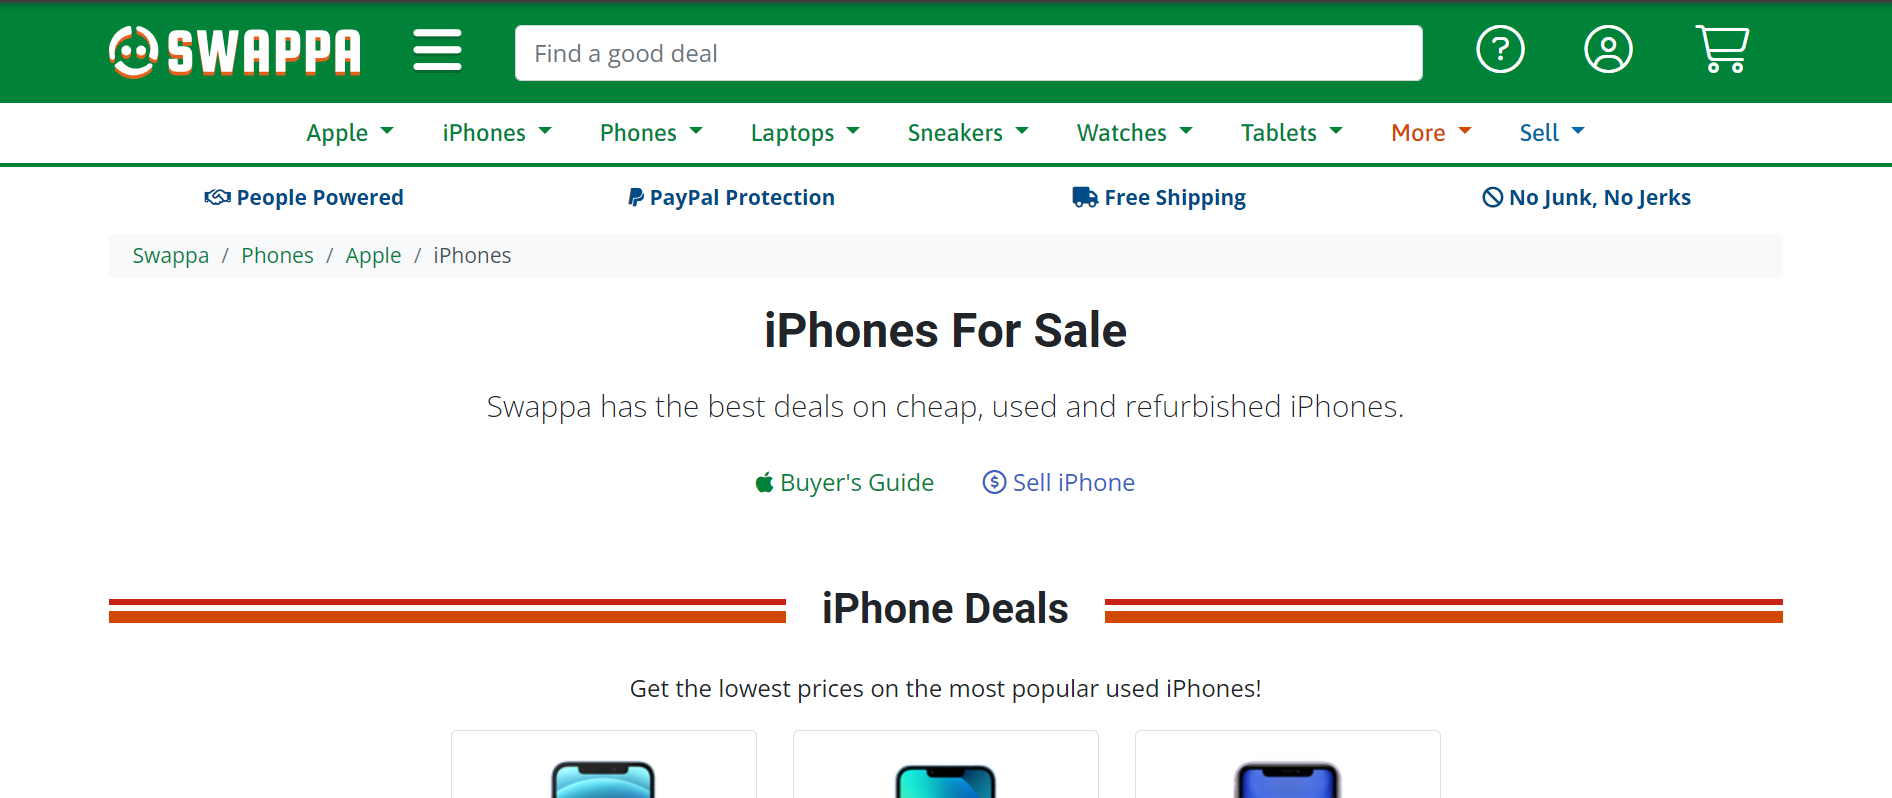 SWAPPA
Find a good deal
?
Apple iPhones Phones Laptops Sneakers Watches Tablets More Sell
People Powered PayPal Protection Free Shipping No Junk, No Jerks
Swappa / Phones / Apple / iPhones
iPhones For Sale
Swappa has the best deals on cheap, used and refurbished iPhones.
Buyer's Guide $ Sell iPhone
iPhone Deals
Get the lowest prices on the most popular used iPhones!